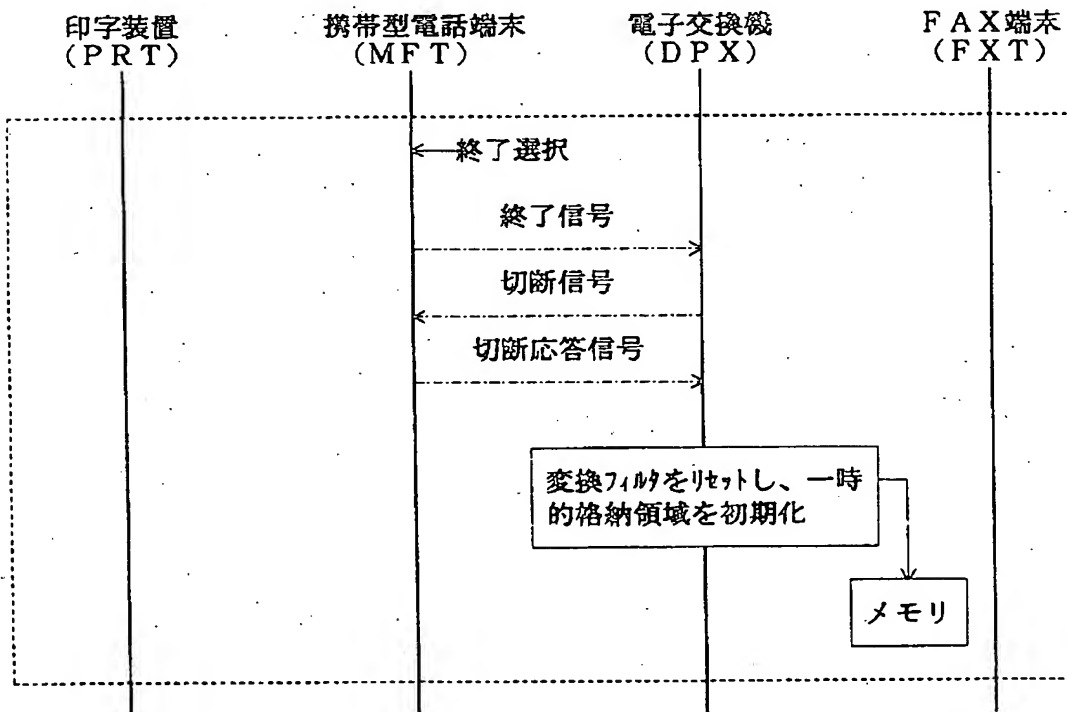 印字装置
(PRT)
携帯型電話端末
(MFT)
電子交換機
(DPX)
FAX端末
(FXT)
終了選択
終了信号
切断信号
切断応答信号
変換フィルタをリセットし、一時
的格納領域を初期化
メモリ